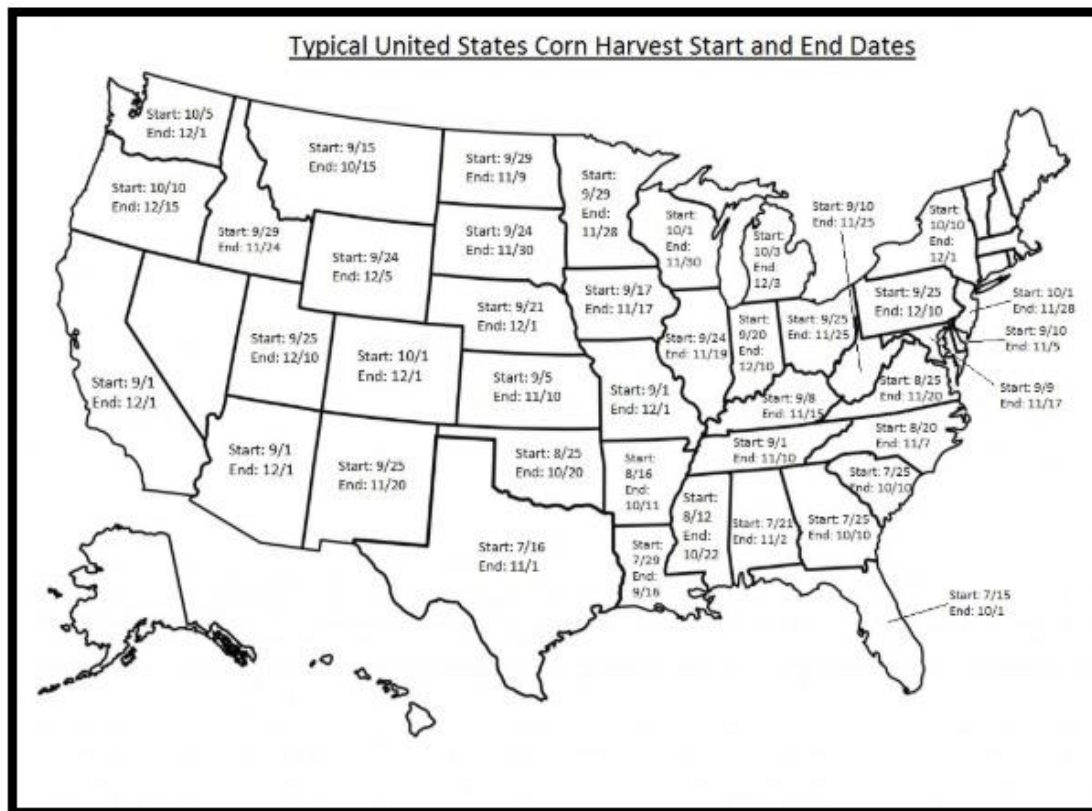 Typical United States Corn Harvest Start and End Dates
Start: 10/5
End: 12/1
Start: 9/15
End: 10/15
Start: 9/29
End: 11/9
Start:
9/29
End:
11/28
Start: 10/10
End: 12/15
Start: 9/29
End: 11/24
Start: 9/24
End: 12/5
Start: 9/24
End: 11/30
Start:
10/1
End:
11/30
Start:
10/3
End:
12/3
Start: 9/10
End: 11/25
Start:
10/10
End:
12/1
Start: 9/17
End: 11/17
Start: 9/25
End: 12/10
Start: 10/1
End: 11/28
Start: 9/21
End: 12/1
Start: 9/24
End: 11/19
Start:
9/20
End:
12/10
Start: 9/25
End: 11/25
Start: 9/10
End: 11/5
Start: 9/25
End: 12/10
Start: 10/1
End: 12/1
Start: 9/1
End: 12/1
Start: 9/5
End: 11/10
Start: 9/1
End: 12/1
Start: 9/8
End: 11/15
Start: 8/25
End: 11/20
Start: 9/9
End: 11/17
Start: 9/1
End: 12/1
Start: 9/25
End: 11/20
Start: 8/25
End: 10/20
Start:
8/16
End:
10/11
Start: 9/1
End: 11/10
Start: 8/20
End: 11/7
Start: 7/25
End: 10/10
Start:
8/12
End:
10/22
Start: 7/21
End: 11/2
Start: 7/25
End: 10/10
Start: 7/16
End: 11/1
Start:
7/29
End:
9/16
Start: 7/15
End: 10/1